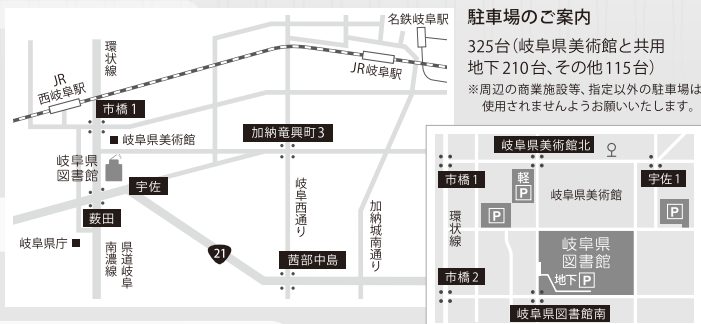 名鉄岐阜駅
環状線
JR
西岐阜駅
JR岐阜駅
市橋1
岐阜県美術館
加納竜興町3
岐阜県
図書館
宇佐
薮田
岐阜県庁
県道岐阜
南濃線
21
岐阜西通り
茜部中島
加納城南通り
駐車場のご案内
325台(岐阜県美術館と共用
地下210台、その他115台)
※周辺の商業施設等、指定以外の駐車場は
使用されませんようお願いいたします。
岐阜県美術館北
市橋1
軽
P
岐阜県美術館
宇佐1
P
P
環状線
岐阜県
図書館
地下P
市橋2
岐阜県図書館南